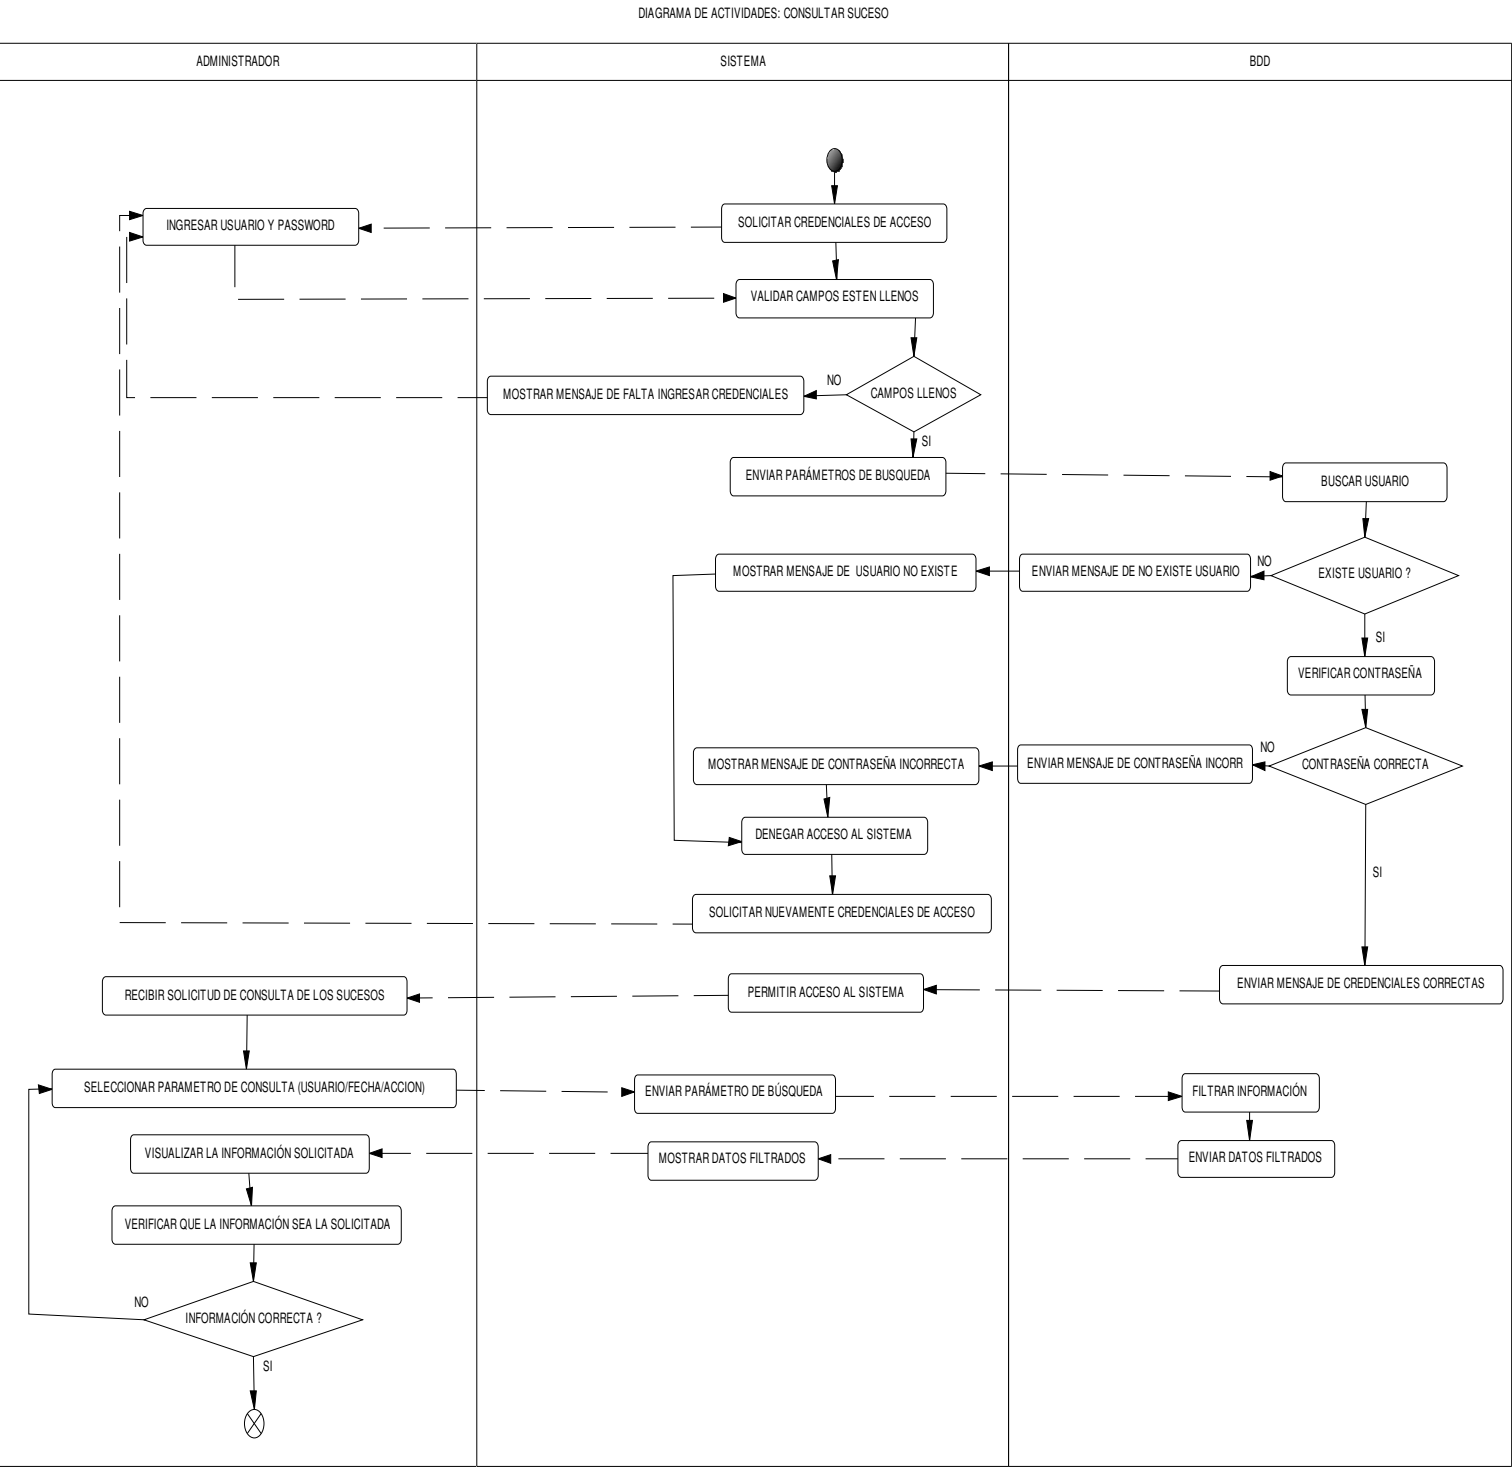 DIAGRAMA DE ACTIVIDADES: CONSULTAR SUCESO
ADMINISTRADOR
SISTEMA
BDD
INGRESAR USUARIO Y PASSWORD
SOLICITAR CREDENCIALES DE ACCESO
VALIDAR CAMPOS ESTEN LLENOS
MOSTRAR MENSAJE DE FALTA INGRESAR CREDENCIALES
NO
CAMPOS LLENOS
SI
ENVIAR PARÁMETROS DE BUSQUEDA
BUSCAR USUARIO
MOSTRAR MENSAJE DE USUARIO NO EXISTE
ENVIAR MENSAJE DE NO EXISTE USUARIO
NO
EXISTE USUARIO ?
SI
VERIFICAR CONTRASEÑA
MOSTRAR MENSAJE DE CONTRASEÑA INCORRECTA
ENVIAR MENSAJE DE CONTRASEÑA INCORR
NO
CONTRASEÑA CORRECTA
DENEGAR ACCESO AL SISTEMA
SI
SOLICITAR NUEVAMENTE CREDENCIALES DE ACCESO
RECIBIR SOLICITUD DE CONSULTA DE LOS SUCESOS
PERMITIR ACCESO AL SISTEMA
ENVIAR MENSAJE DE CREDENCIALES CORRECTAS
SELECCIONAR PARAMETRO DE CONSULTA (USUARIO/FECHA/ACCION)
ENVIAR PARÁMETRO DE BÚSQUEDA
FILTRAR INFORMACIÓN
VISUALIZAR LA INFORMACIÓN SOLICITADA
MOSTRAR DATOS FILTRADOS
ENVIAR DATOS FILTRADOS
VERIFICAR QUE LA INFORMACIÓN SEA LA SOLICITADA
NO
INFORMACIÓN CORRECTA ?
SI